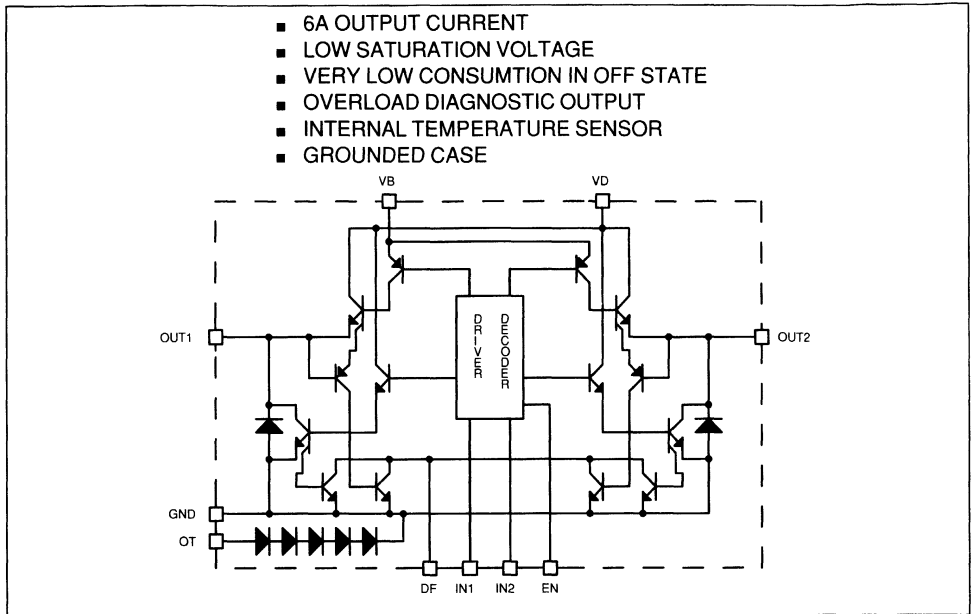 ■ 6A OUTPUT CURRENT
■ LOW SATURATION VOLTAGE
■ VERY LOW CONSUMTION IN OFF STATE
■ OVERLOAD DIAGNOSTIC OUTPUT
■ INTERNAL TEMPERATURE SENSOR
■ GROUNDED CASE
VB VD
OUT1
DRIVER
DECODER
OUT2
GND
OT
DF IN1 IN2 EN